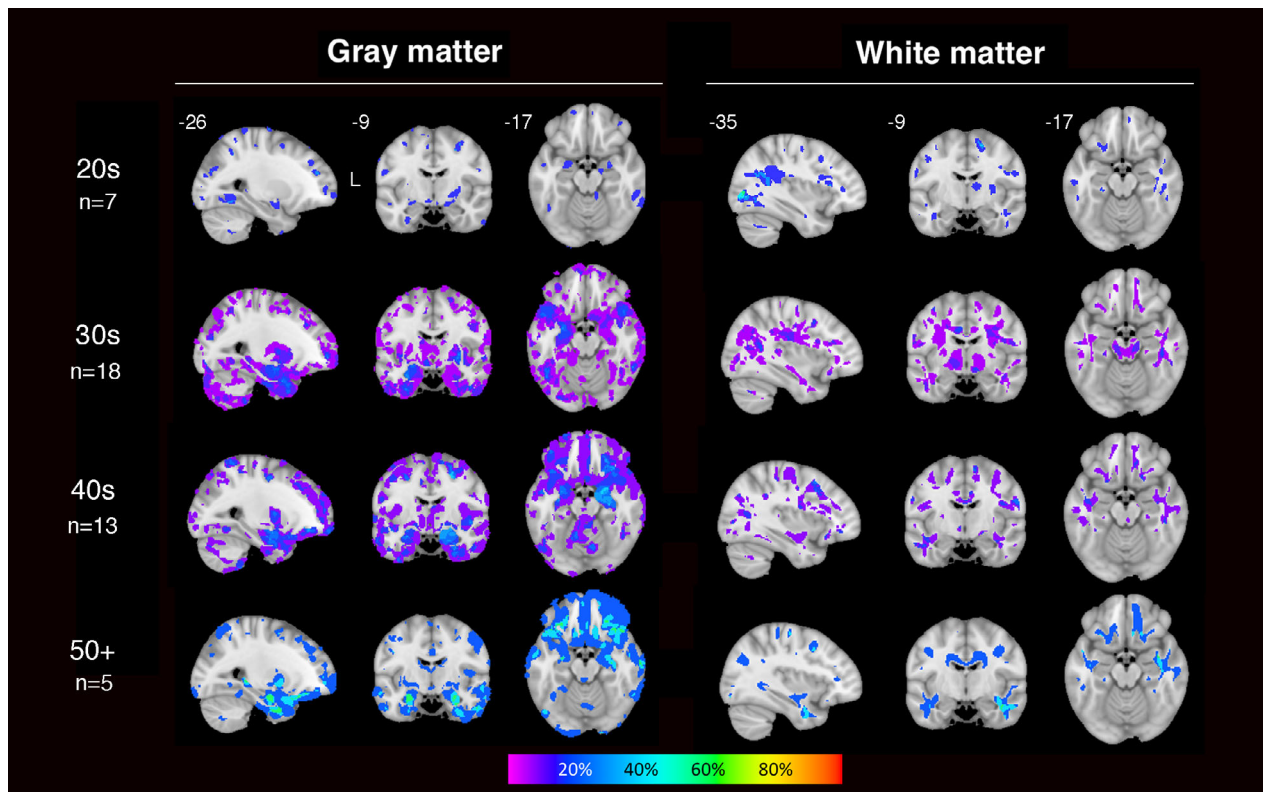 Gray matter
White matter
-26
-9
-17
-35
-9
-17
L
20s
n=7
30s
n=18
40s
n=13
50+
n=5
20% 40% 60% 80%